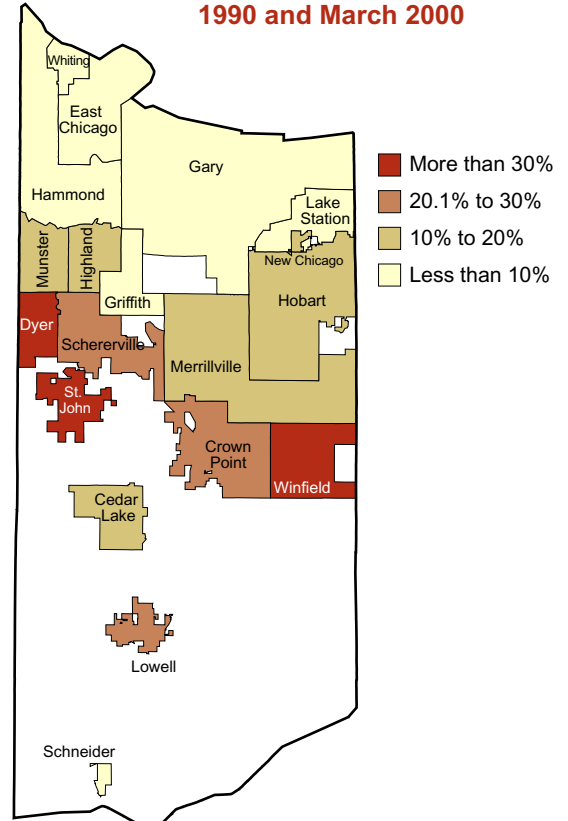 1990 and March 2000
Whiting
East
Chicago
Gary
Hammond
Lake
Station
More than 30%
20.1% to 30%
10% to 20%
Less than 10%
Munster
Highland
New Chicago
Griffith
Hobart
Dyer
Schererville
Merrillville
St.
John
Crown
Point
Winfield
Cedar
Lake
Lowell
Schneider